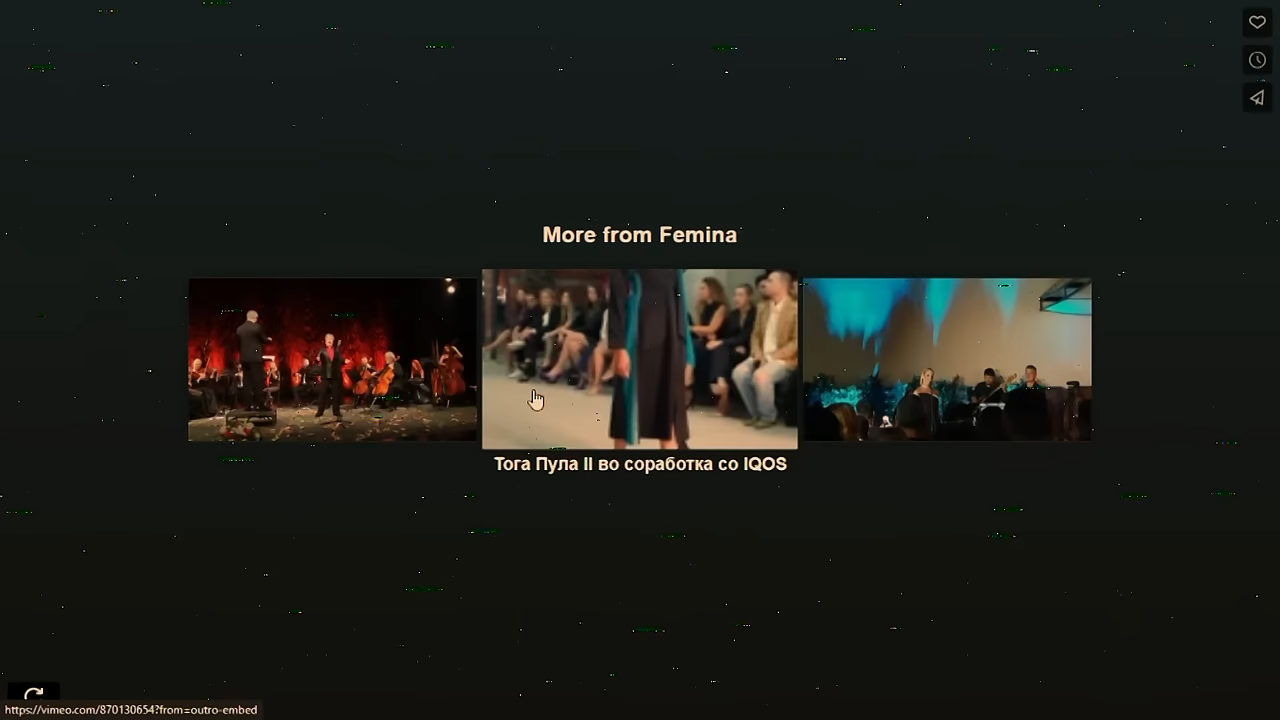 More from Femina
Тога Пула II во соработка со IQOS
https://vimeo.com/870130654?from=outro-embed